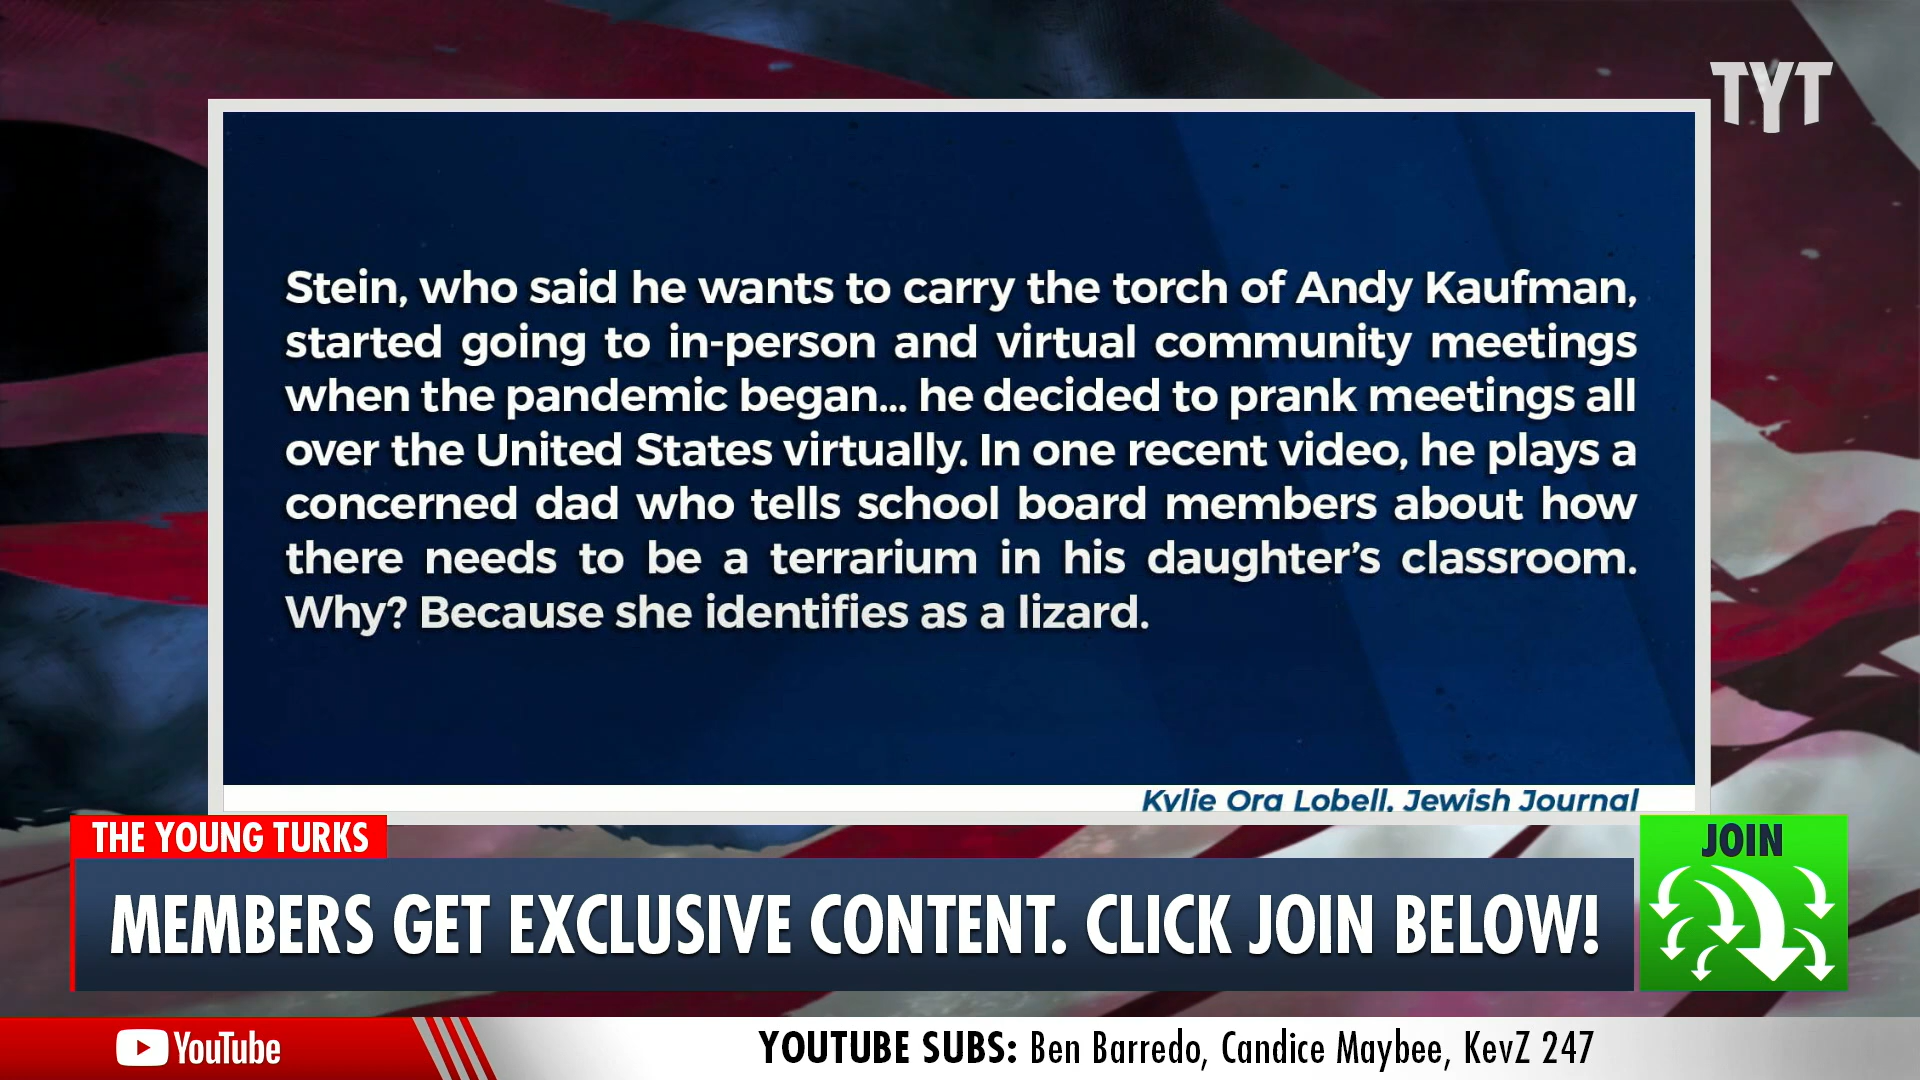 TYT
Stein, who said he wants to carry the torch of Andy Kaufman,
started going to in-person and virtual community meetings
when the pandemic began... he decided to prank meetings all
over the United States virtually. In one recent video, he plays a
concerned dad who tells school board members about how
there needs to be a terrarium in his daughter’s classroom.
Why? Because she identifies as a lizard.
Kylie Ora Lobell, Jewish Journal
THE YOUNG TURKS
JOIN
MEMBERS GET EXCLUSIVE CONTENT. CLICK JOIN BELOW!
YouTube
YOUTUBE SUBS: Ben Barredo, Candice Maybee, KevZ 247